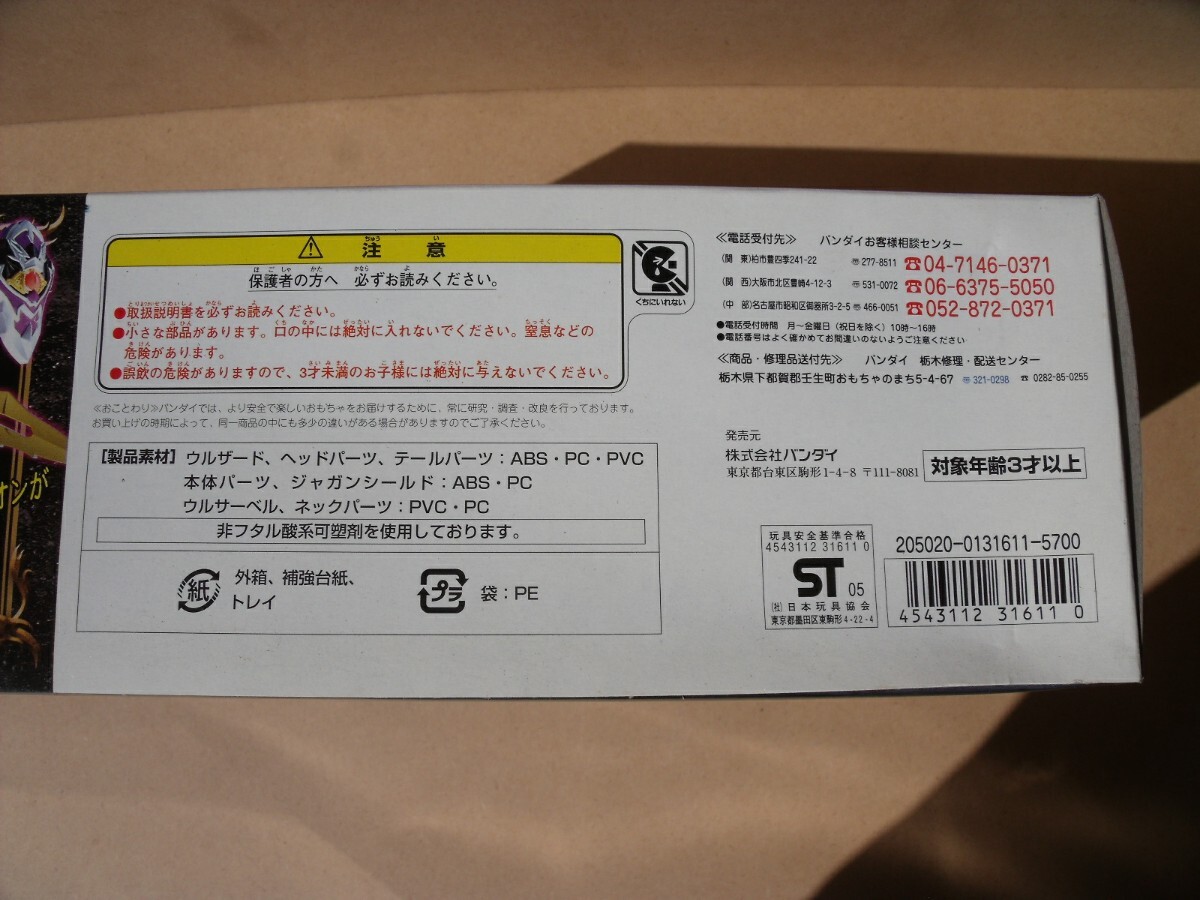 注意
ちゅう い
保護者の方へ 必ずお読みください。
ほごしゃ かた かなら よ
●取扱説明書を必ずお読みください。
●小さな部品があります。口の中には絶対に入れないでください。窒息などの
危険があります。
●誤飲の危険がありますので、3才未満のお子様には絶対に与えないでください。
くちにいれない
≪おことわり≫バンダイでは、より安全で楽しいおもちゃをお届けするために、常に研究・調査・改良を行っております。
お買い上げの時期によって、同一商品の中にも多少の違いがある場合がありますのでご了承ください。
【製品素材】ウルザード、ヘッドパーツ、テールパーツ：ABS・PC・PVC
本体パーツ、ジャガンシールド：ABS・PC
ウルサーベル、ネックパーツ：PVC・PC
非フタル酸系可塑剤を使用しております。
紙 外箱、補強台紙、
トレイ
プラ 袋：PE
≪電話受付先≫ バンダイお客様相談センター
(関 東)柏市豊四季241-22 〠277-8511 ☎04-7146-0371
(関 西)大阪市北区豊崎4-12-3 〠531-0072 ☎06-6375-5050
(中 部)名古屋市昭和区御器所3-2-5 〠466-0051 ☎052-872-0371
●電話受付時間 月～金曜日(祝日を除く)10時～16時
●電話番号はよく確かめてお間違いのないようご注意ください
≪商品・修理品送付先≫ バンダイ 栃木修理・配送センター
栃木県下都賀郡壬生町おもちゃのまち5-4-67 〠321-0298 ☎0282-85-0255
発売元
株式会社バンダイ
東京都台東区駒形1-4-8 〒111-8081
対象年齢3才以上
玩具安全基準合格
4543112 31611 0
ST 05
(社)日本玩具協会
東京都墨田区東駒形4-22-4
205020-0131611-5700
4543112 316110
オンが